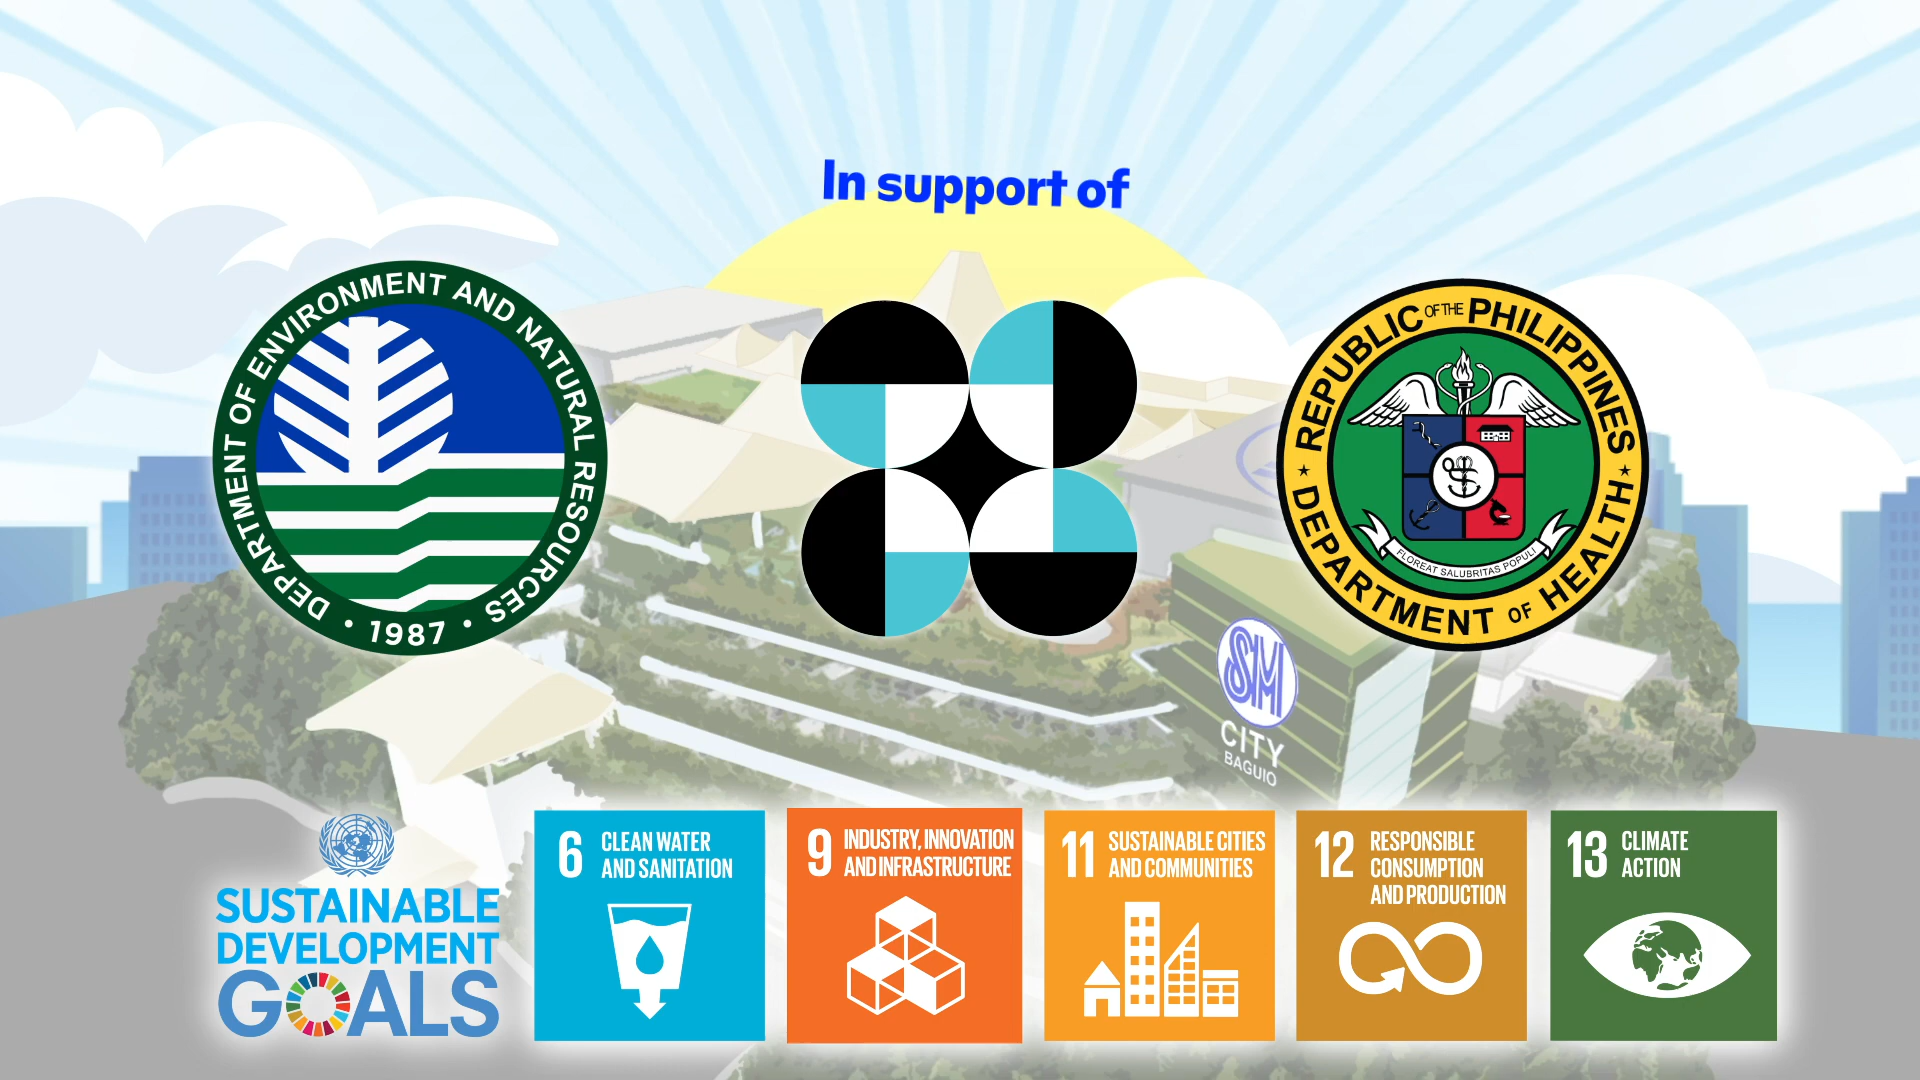 In support of
DEPARTMENT OF ENVIRONMENT AND NATURAL RESOURCES
• 1987 •
REPUBLIC OF THE PHILIPPINES
DEPARTMENT OF HEALTH
FLOREAT SALUBRITAS POPULI
SM
CITY
BAGUIO
SUSTAINABLE
DEVELOPMENT
GOALS
6 CLEAN WATER
AND SANITATION
9 INDUSTRY, INNOVATION
AND INFRASTRUCTURE
11 SUSTAINABLE CITIES
AND COMMUNITIES
12 RESPONSIBLE
CONSUMPTION
AND PRODUCTION
13 CLIMATE
ACTION